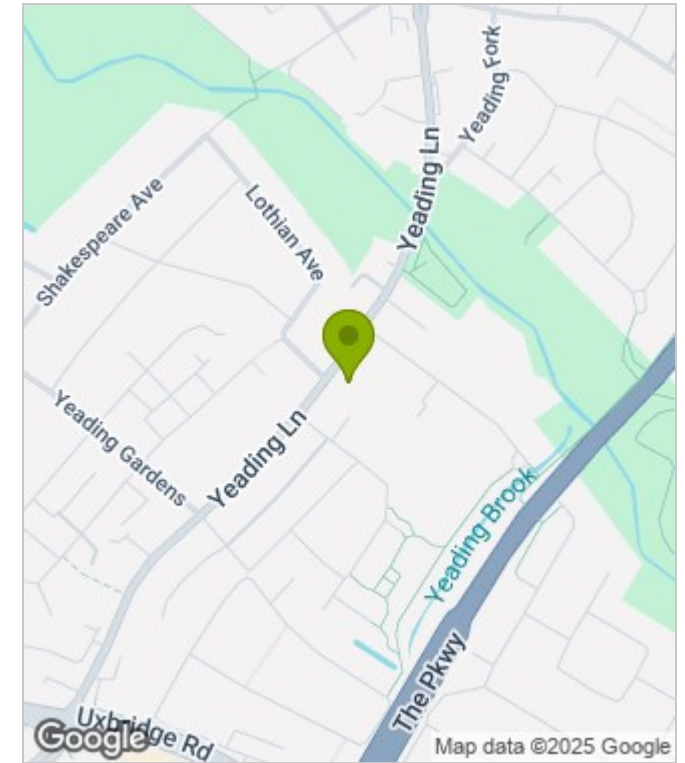 Yeading Fork
Yeading Ln
Shakespeare Ave
Lothian Ave
Yeading Gardens
Yeading Ln
Yeading Brook
The Pkwy
Uxbridge Rd
Google
Map data ©2025 Google